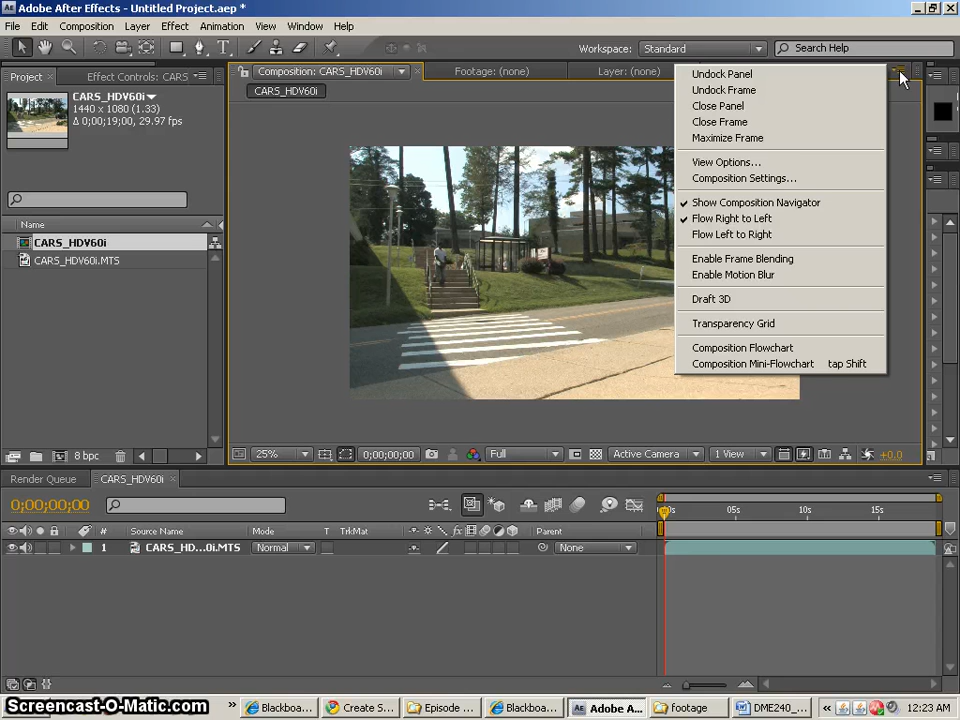 Adobe After Effects - Untitled Project.aep *
File Edit Composition Layer Effect Animation View Window Help
Workspace: Standard Search Help
Project Effect Controls: CARS Composition: CARS_HDV60i Footage: (none) Layer: (none)
CARS_HDV60i
CARS_HDV60i
1440 x 1080 (1.33)
Δ 0;00;19;00, 29.97 fps
Name
CARS_HDV60i
CARS_HDV60i.MTS
Undock Panel
Undock Frame
Close Panel
Close Frame
Maximize Frame
View Options...
Composition Settings...
Show Composition Navigator
Flow Right to Left
Flow Left to Right
Enable Frame Blending
Enable Motion Blur
Draft 3D
Transparency Grid
Composition Flowchart
Composition Mini-Flowchart tap Shift
8 bpc 25% 0;00;00;00 Full Active Camera 1 View +0.0
Render Queue CARS_HDV60i
0;00;00;00
05s 10s 15s
# Source Name Mode T TrkMat Parent
1 CARS_HD...0i.MTS Normal None
Screencast-O-Matic.com » Blackboa... Create S... Episode ... Blackboa... Adobe A... footage DME240_... « 12:23 AM